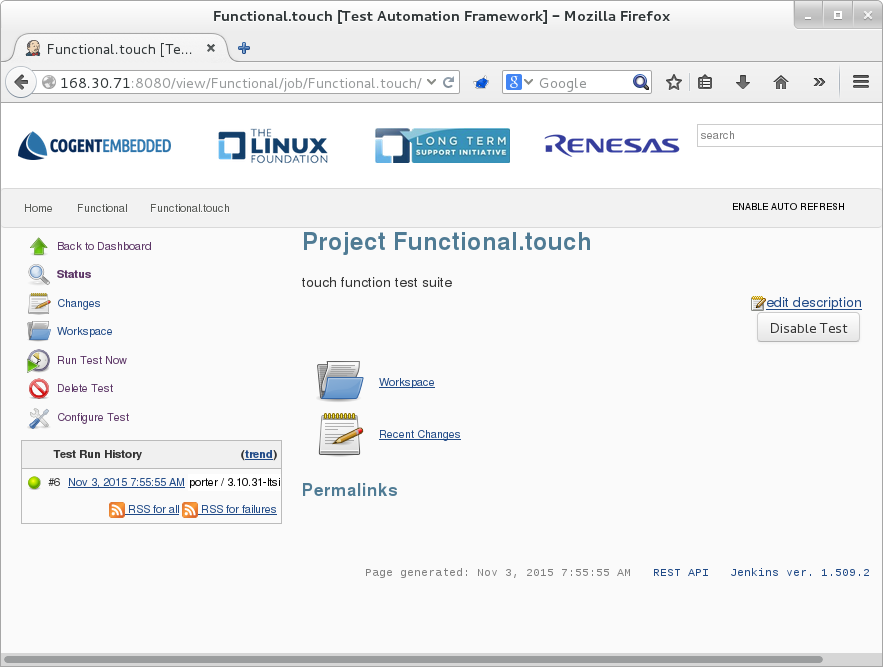 Functional.touch [Test Automation Framework] – Mozilla Firefox
Functional.touch [Te...
168.30.71:8080/view/Functional/job/Functional.touch/
8
Google
COGENTEMBEDDED
THE
LINUX
FOUNDATION
LONG TERM
SUPPORT INITIATIVE
RENESAS
search
Home Functional Functional.touch ENABLE AUTO REFRESH
Back to Dashboard
Status
Changes
Workspace
Run Test Now
Delete Test
Configure Test
Test Run History (trend)
#6 Nov 3, 2015 7:55:55 AM porter / 3.10.31-ltsi
RSS for all RSS for failures
Project Functional.touch
touch function test suite
edit description
Disable Test
Workspace
Recent Changes
Permalinks
Page generated: Nov 3, 2015 7:55:55 AM REST API Jenkins ver. 1.509.2